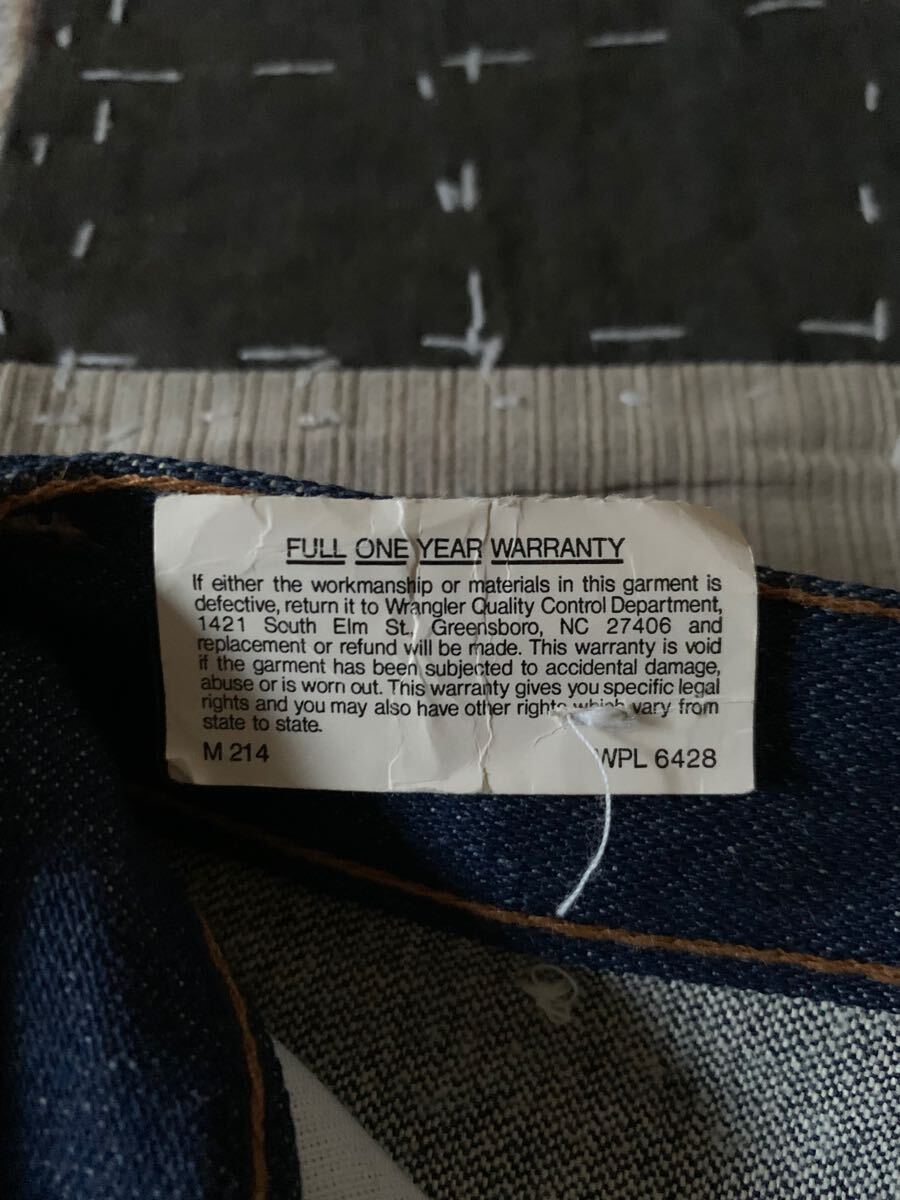 FULL ONE YEAR WARRANTY
If either the workmanship or materials in this garment is
defective, return it to Wrangler Quality Control Department,
1421 South Elm St., Greensboro, NC 27406 and
replacement or refund will be made. This warranty is void
if the garment has been subjected to accidental damage,
abuse or is worn out. This warranty gives you specific legal
rights and you may also have other rights which vary from
state to state.
M 214 WPL 6428